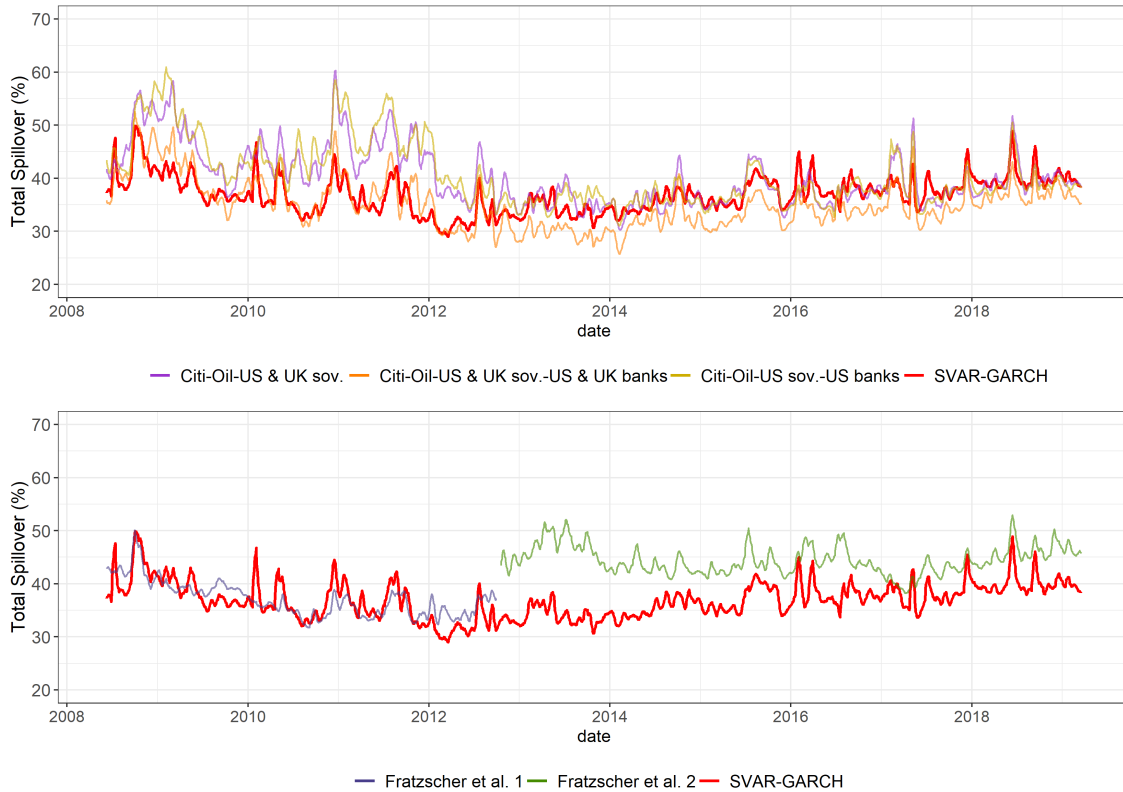 70
60
50
40
30
20
Total Spillover (%)
2008 2010 2012 2014 2016 2018
date
Citi-Oil-US & UK sov. Citi-Oil-US & UK sov.-US & UK banks Citi-Oil-US sov.-US banks SVAR-GARCH
70
60
50
40
30
20
Total Spillover (%)
2008 2010 2012 2014 2016 2018
date
Fratzscher et al. 1 Fratzscher et al. 2 SVAR-GARCH